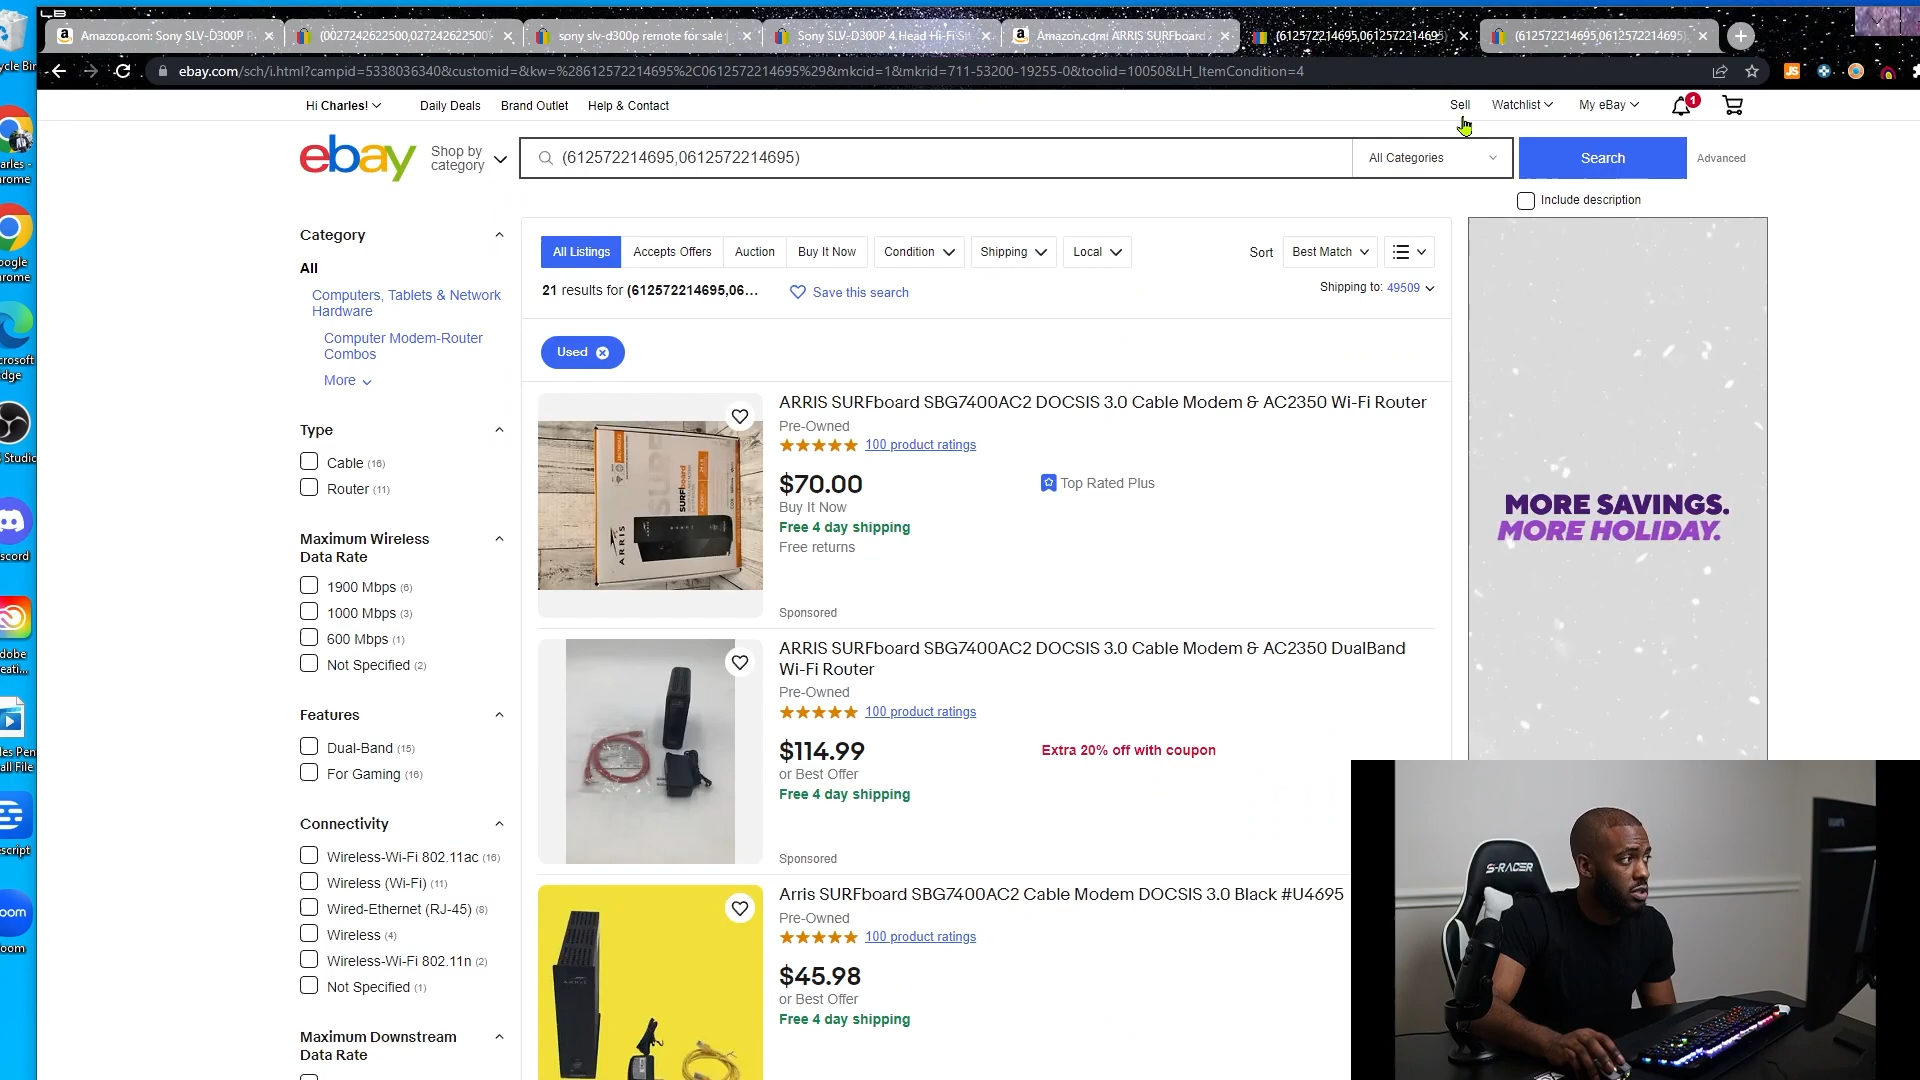 Amazon.com: Sony SLV-D300P
(0027242622500,027242622500)
sony slv-d300p remote for sale
Sony SLV-D300P 4 Head Hi-Fi
Amazon.com: ARRIS SURFboard
(612572214695,061257221469
(612572214695,0612572214695)
ebay.com/sch/i.html?campid=5338036340&customid=&kw=%28612572214695%2C0612572214695%29&mkcid=1&mkrid=711-53200-19255-0&toolid=10050&LH_ItemCondition=4
Hi Charles!
Daily Deals
Brand Outlet
Help & Contact
Sell
Watchlist
My eBay
1
ebay
Shop by
category
(612572214695,0612572214695)
All Categories
Search
Advanced
Include description
Category
All
Computers, Tablets & Network
Hardware
Computer Modem-Router
Combos
More
Type
Cable (16)
Router (11)
Maximum Wireless
Data Rate
1900 Mbps (6)
1000 Mbps (3)
600 Mbps (1)
Not Specified (2)
Features
Dual-Band (15)
For Gaming (16)
Connectivity
Wireless-Wi-Fi 802.11ac (16)
Wireless (Wi-Fi) (11)
Wired-Ethernet (RJ-45) (8)
Wireless (4)
Wireless-Wi-Fi 802.11n (2)
Not Specified (1)
Maximum Downstream
Data Rate
All Listings
Accepts Offers
Auction
Buy It Now
Condition
Shipping
Local
Sort
Best Match
21 results for (612572214695,06...
Save this search
Shipping to: 49509
Used
ARRIS SURFboard SBG7400AC2 DOCSIS 3.0 Cable Modem & AC2350 Wi-Fi Router
Pre-Owned
100 product ratings
$70.00
Top Rated Plus
Buy It Now
Free 4 day shipping
Free returns
Sponsored
SURFboard
ARRIS
ARRIS SURFboard SBG7400AC2 DOCSIS 3.0 Cable Modem & AC2350 DualBand
Wi-Fi Router
Pre-Owned
100 product ratings
$114.99
Extra 20% off with coupon
or Best Offer
Free 4 day shipping
Sponsored
Arris SURFboard SBG7400AC2 Cable Modem DOCSIS 3.0 Black #U4695
Pre-Owned
100 product ratings
$45.98
or Best Offer
Free 4 day shipping
MORE SAVINGS.
MORE HOLIDAY.
S-RACER